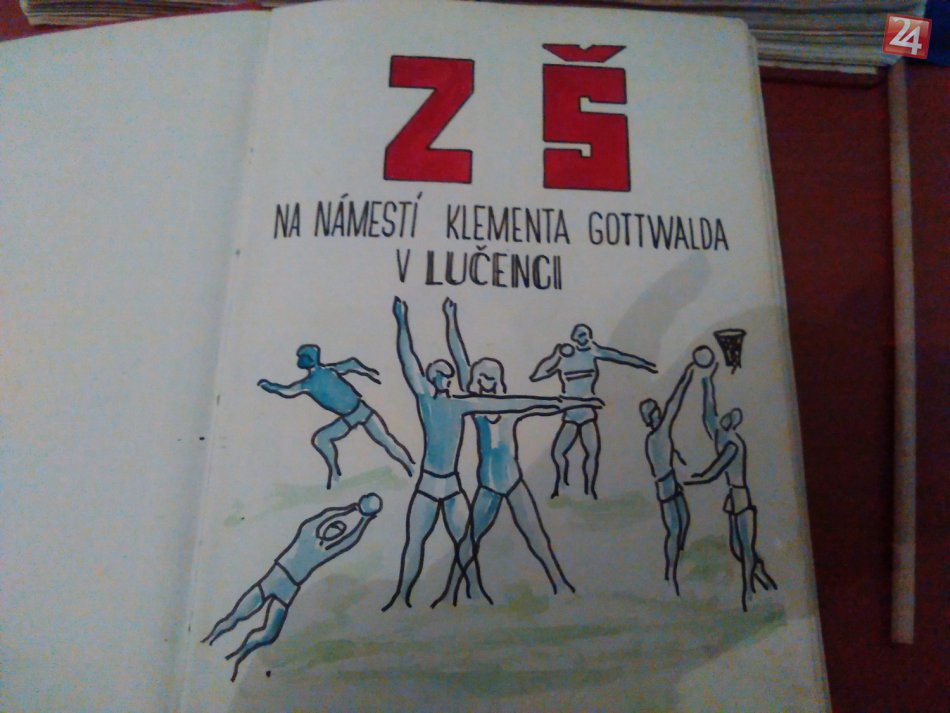 24
Z Š
NA NÁMESTÍ KLEMENTA GOTTWALDA
V LUČENCI